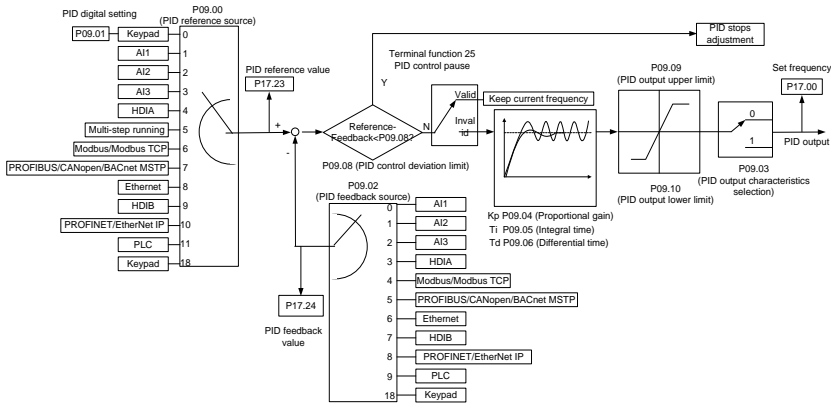 PID digital setting
P09.00
(PID reference source)
P09.01
Keypad
0
AI1
1
AI2
2
AI3
3
HDIA
4
Multi-step running
5
Modbus/Modbus TCP
6
PROFIBUS/CANopen/BACnet MSTP
7
Ethernet
8
HDIB
9
PROFINET/EtherNet IP
10
PLC
11
Keypad
18
PID reference value
P17.23
+
-
Reference-
Feedback<P09.08?
Y
N
P09.08 (PID control deviation limit)
PID stops
adjustment
Terminal function 25
PID control pause
Valid
Inval
id
Keep current frequency
Kp P09.04 (Proportional gain)
Ti P09.05 (Integral time)
Td P09.06 (Differential time)
P09.09
(PID output upper limit)
P09.10
(PID output lower limit)
0
1
P09.03
(PID output characteristics
selection)
Set frequency
P17.00
PID output
P09.02
(PID feedback source)
0
AI1
1
AI2
2
AI3
3
HDIA
4
Modbus/Modbus TCP
5
PROFIBUS/CANopen/BACnet MSTP
6
Ethernet
7
HDIB
8
PROFINET/EtherNet IP
9
PLC
18
Keypad
P17.24
PID feedback
value